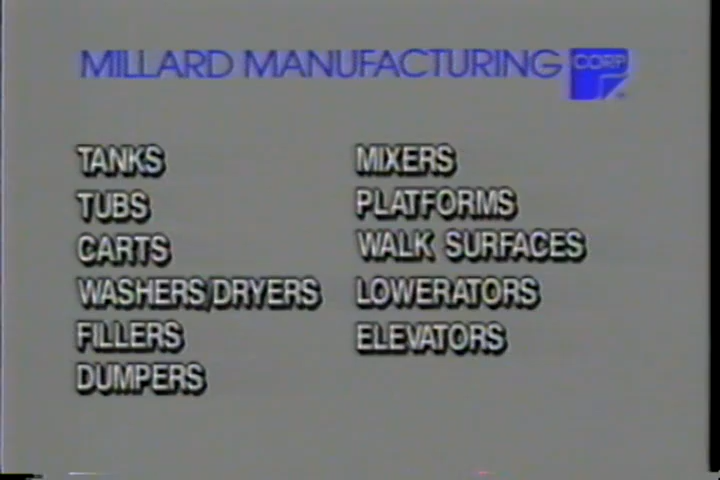 MILLARD MANUFACTURING CORP
TANKS
TUBS
CARTS
WASHERS/DRYERS
FILLERS
DUMPERS
MIXERS
PLATFORMS
WALK SURFACES
LOWERATORS
ELEVATORS